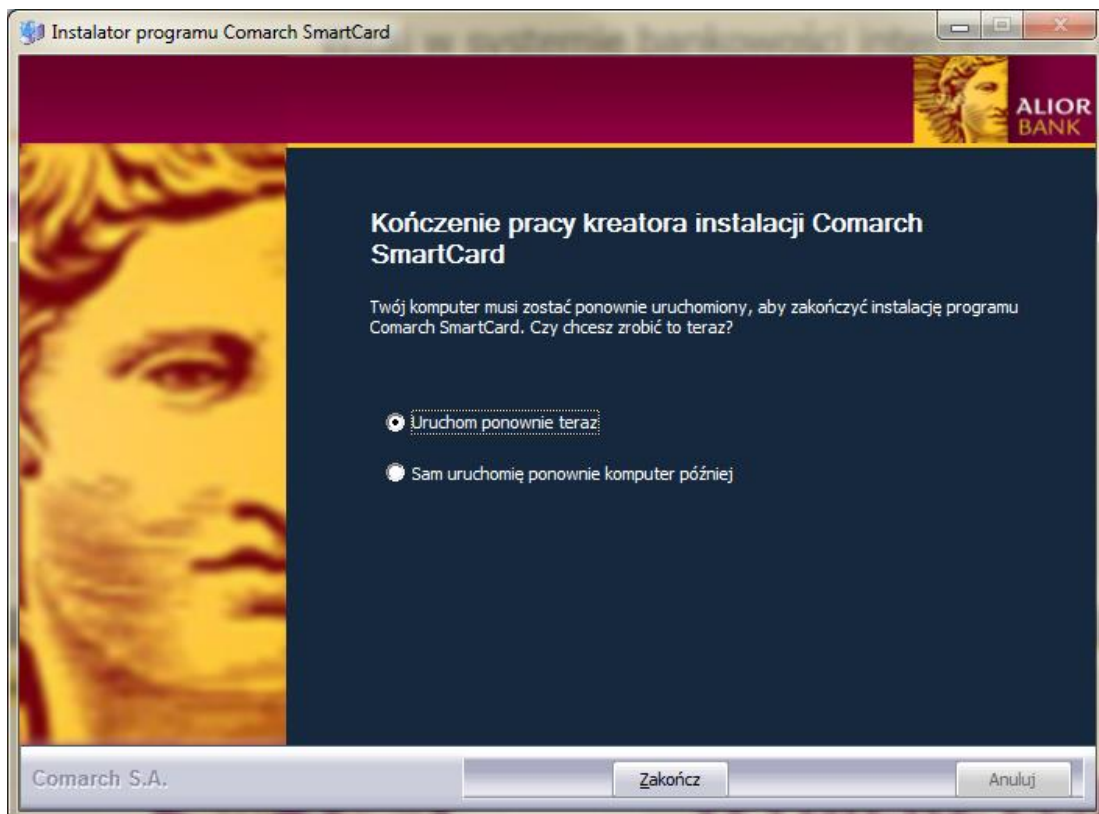 Instalator programu Comarch SmartCard
ALIOR
BANK
Kończenie pracy kreatora instalacji Comarch
SmartCard
Twój komputer musi zostać ponownie uruchomiony, aby zakończyć instalację programu
Comarch SmartCard. Czy chcesz zrobić to teraz?
Uruchom ponownie teraz
Sam uruchomię ponownie komputer później
Comarch S.A.
Zakończ
Anuluj